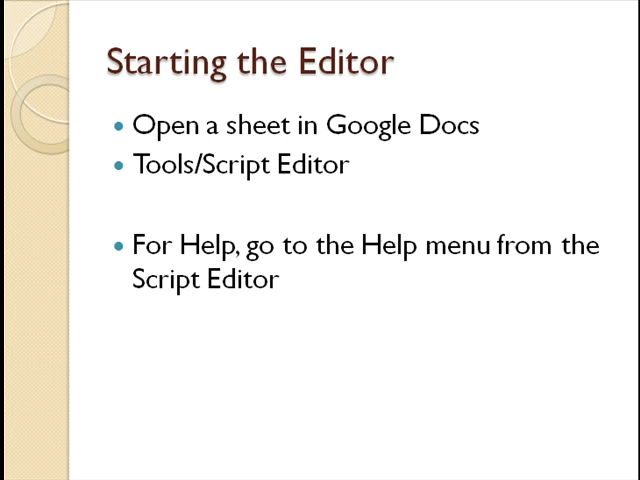 Starting the Editor
• Open a sheet in Google Docs
• Tools/Script Editor
• For Help, go to the Help menu from the
Script Editor